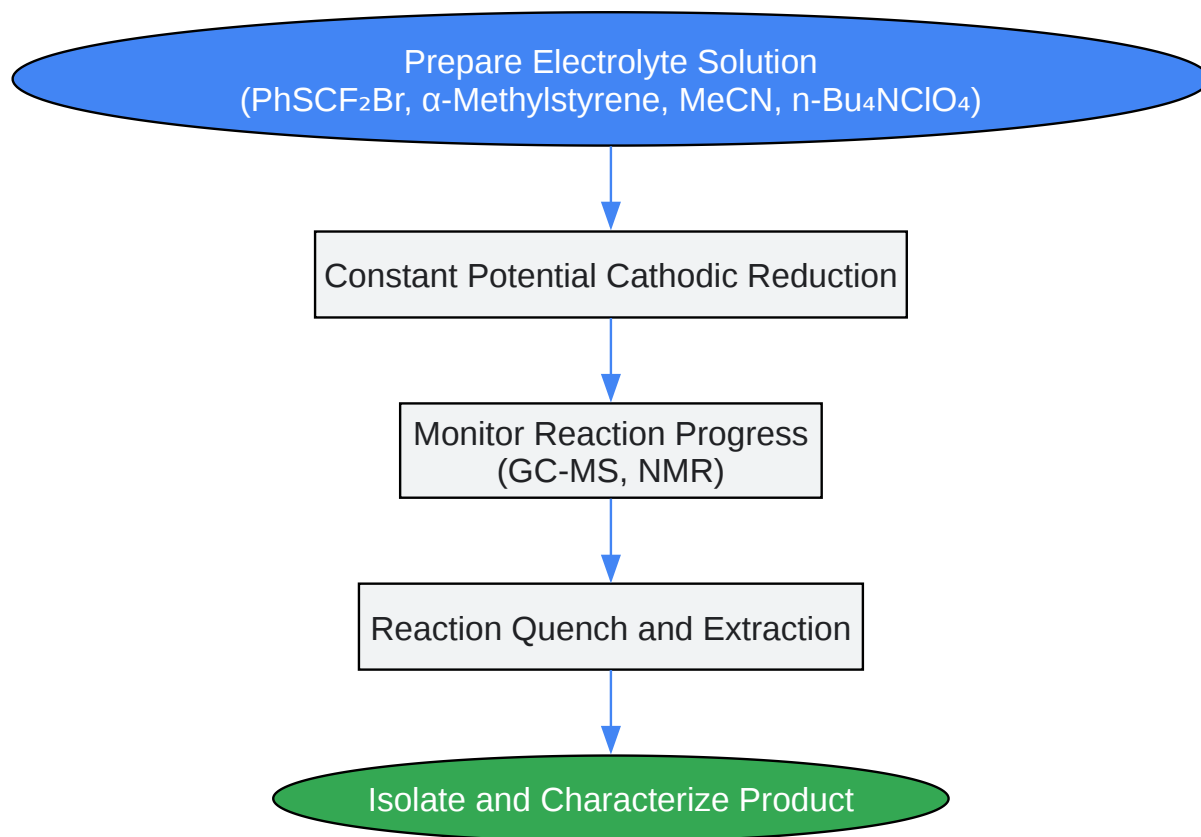 Prepare Electrolyte Solution
(PhSCF₂Br, α-Methylstyrene, MeCN, n-Bu₄NClO₄)
Constant Potential Cathodic Reduction
Monitor Reaction Progress
(GC-MS, NMR)
Reaction Quench and Extraction
Isolate and Characterize Product